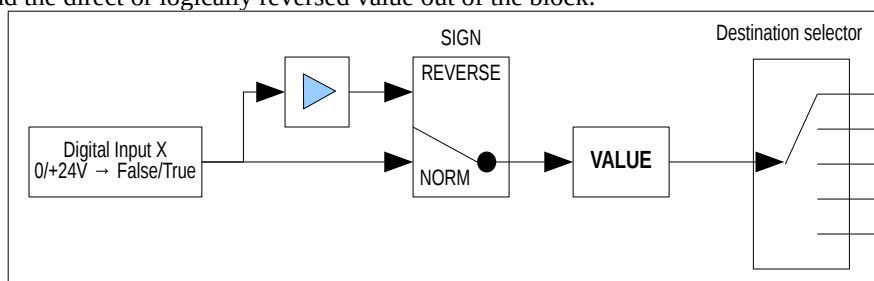 the direct or logically reversed value out of the block.
SIGN
Destination selector
REVERSE
Digital Input X
0/+24V → False/True
VALUE
NORM